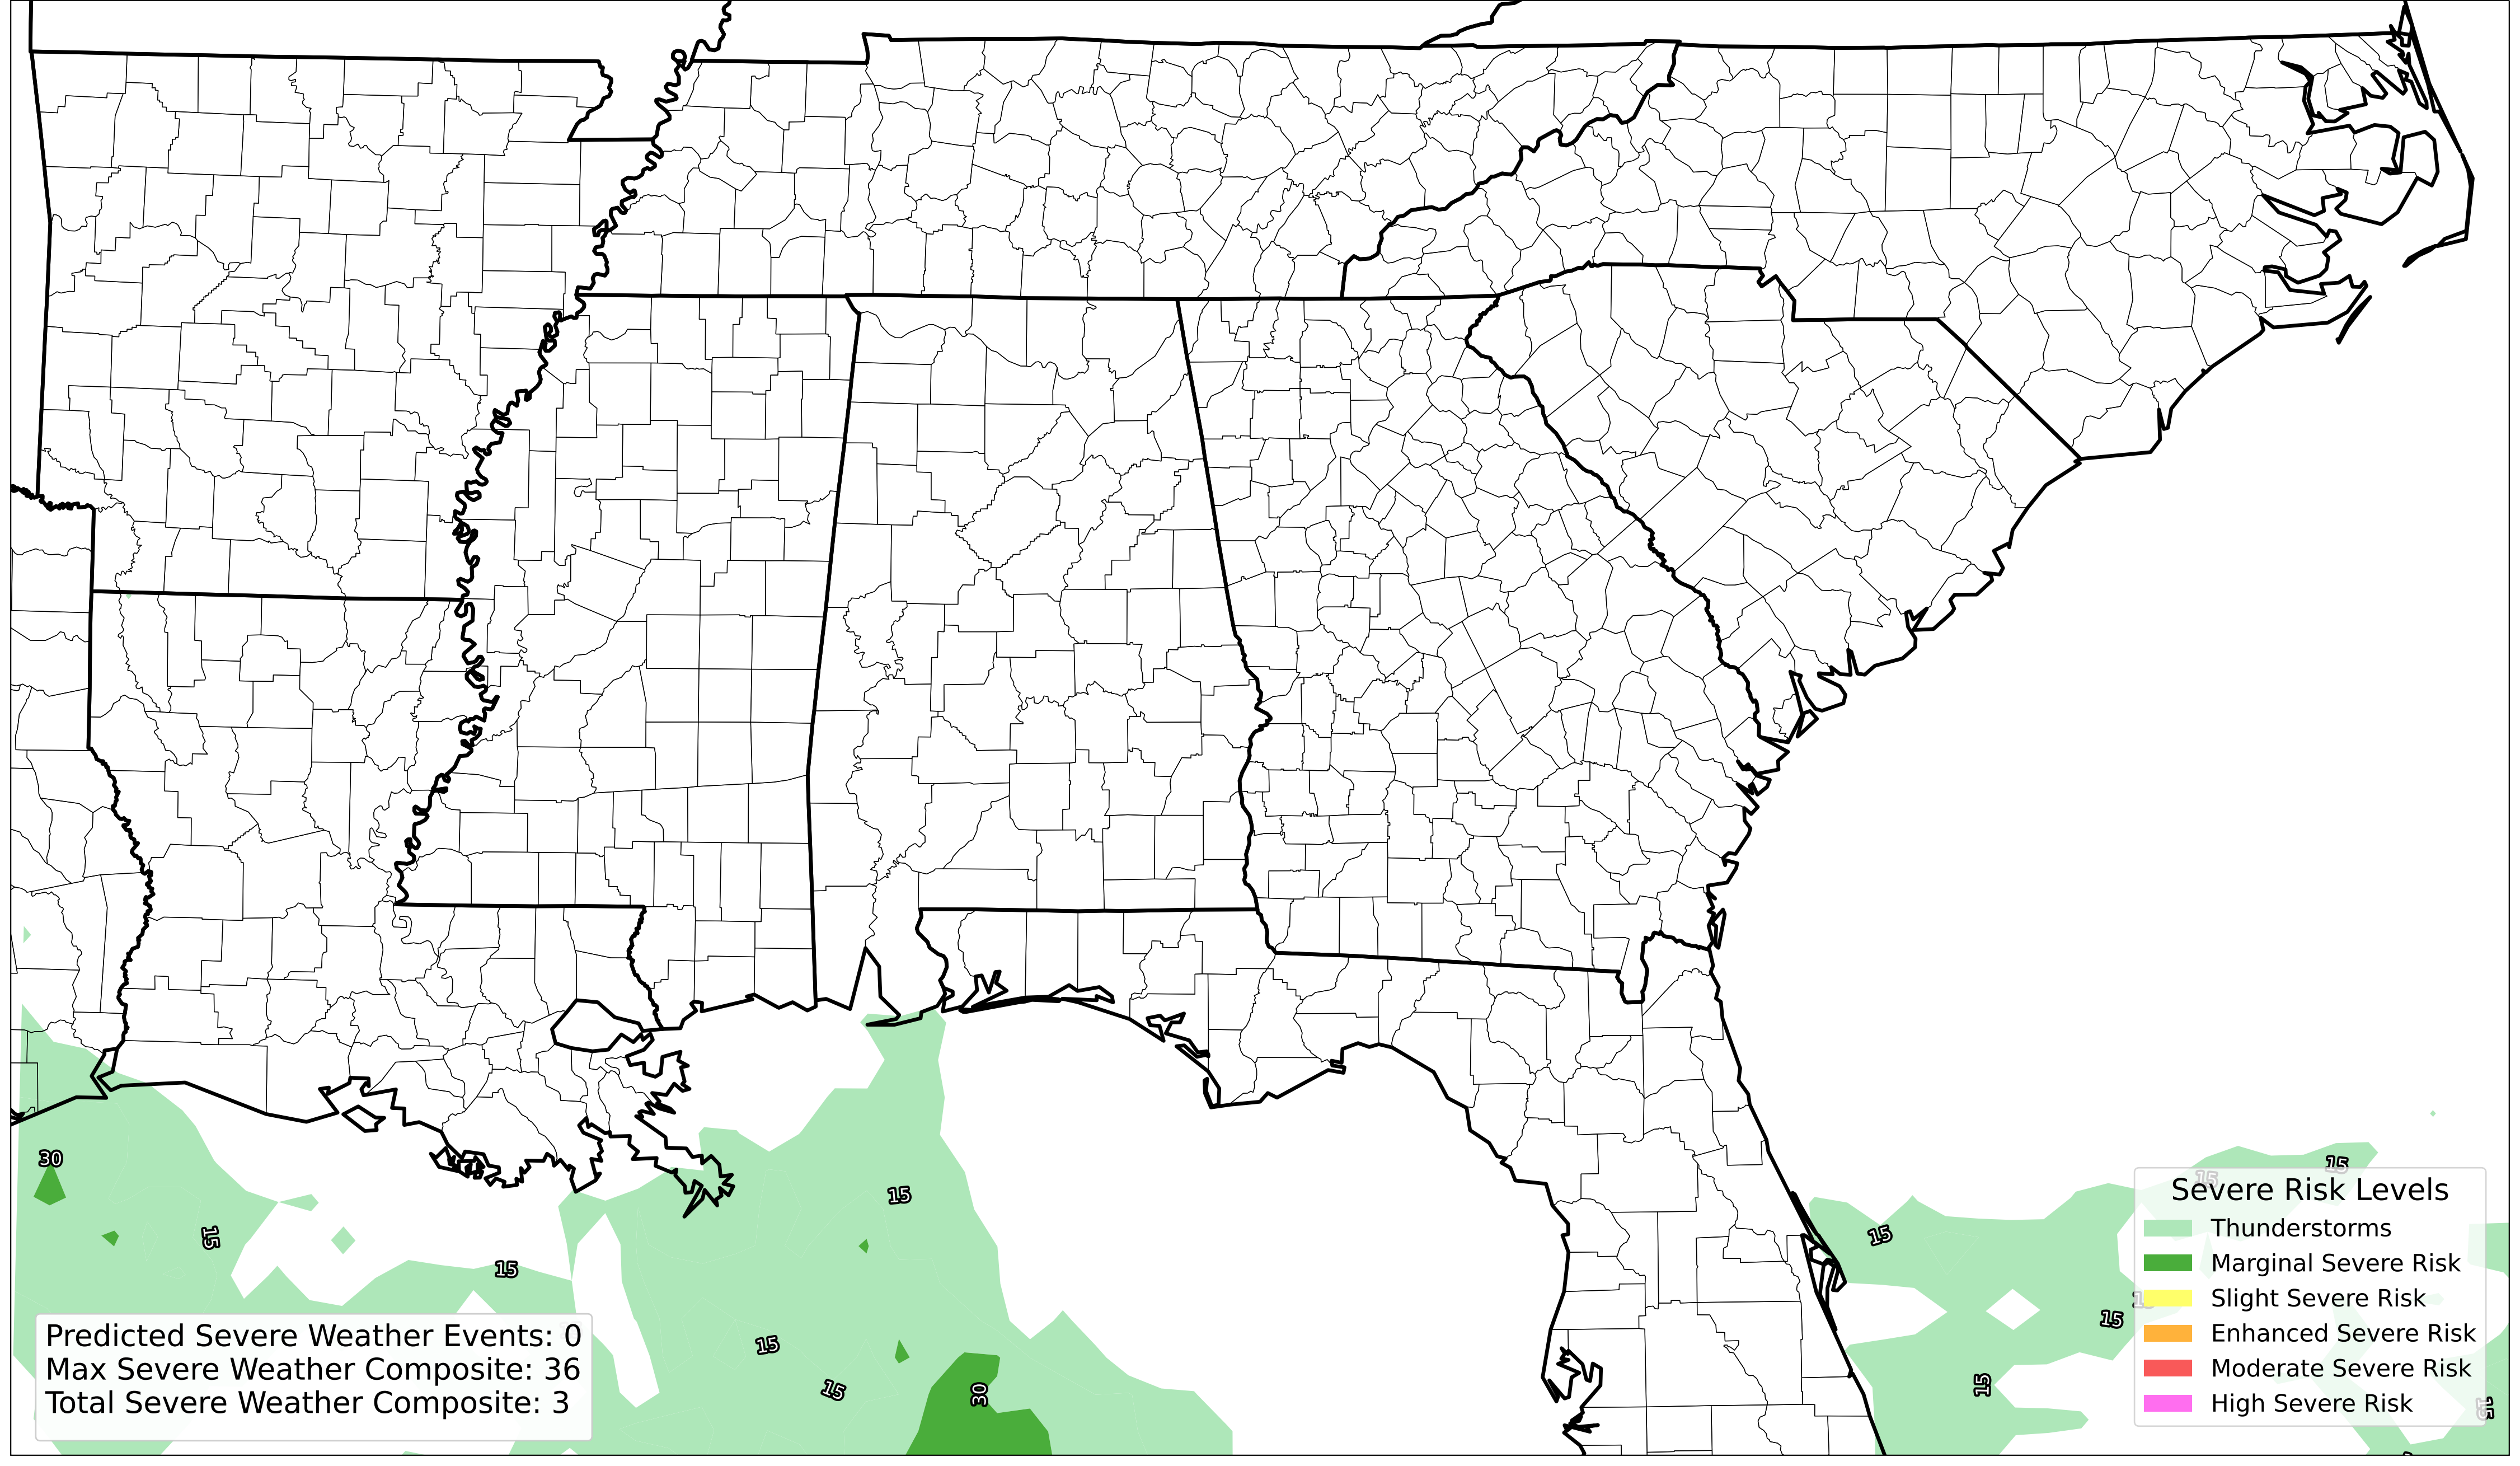 30
15
15
15
15
15
30
15
15
15
15
15
15
Predicted Severe Weather Events: 0
Max Severe Weather Composite: 36
Total Severe Weather Composite: 3
Severe Risk Levels
Thunderstorms
Marginal Severe Risk
Slight Severe Risk
Enhanced Severe Risk
Moderate Severe Risk
High Severe Risk